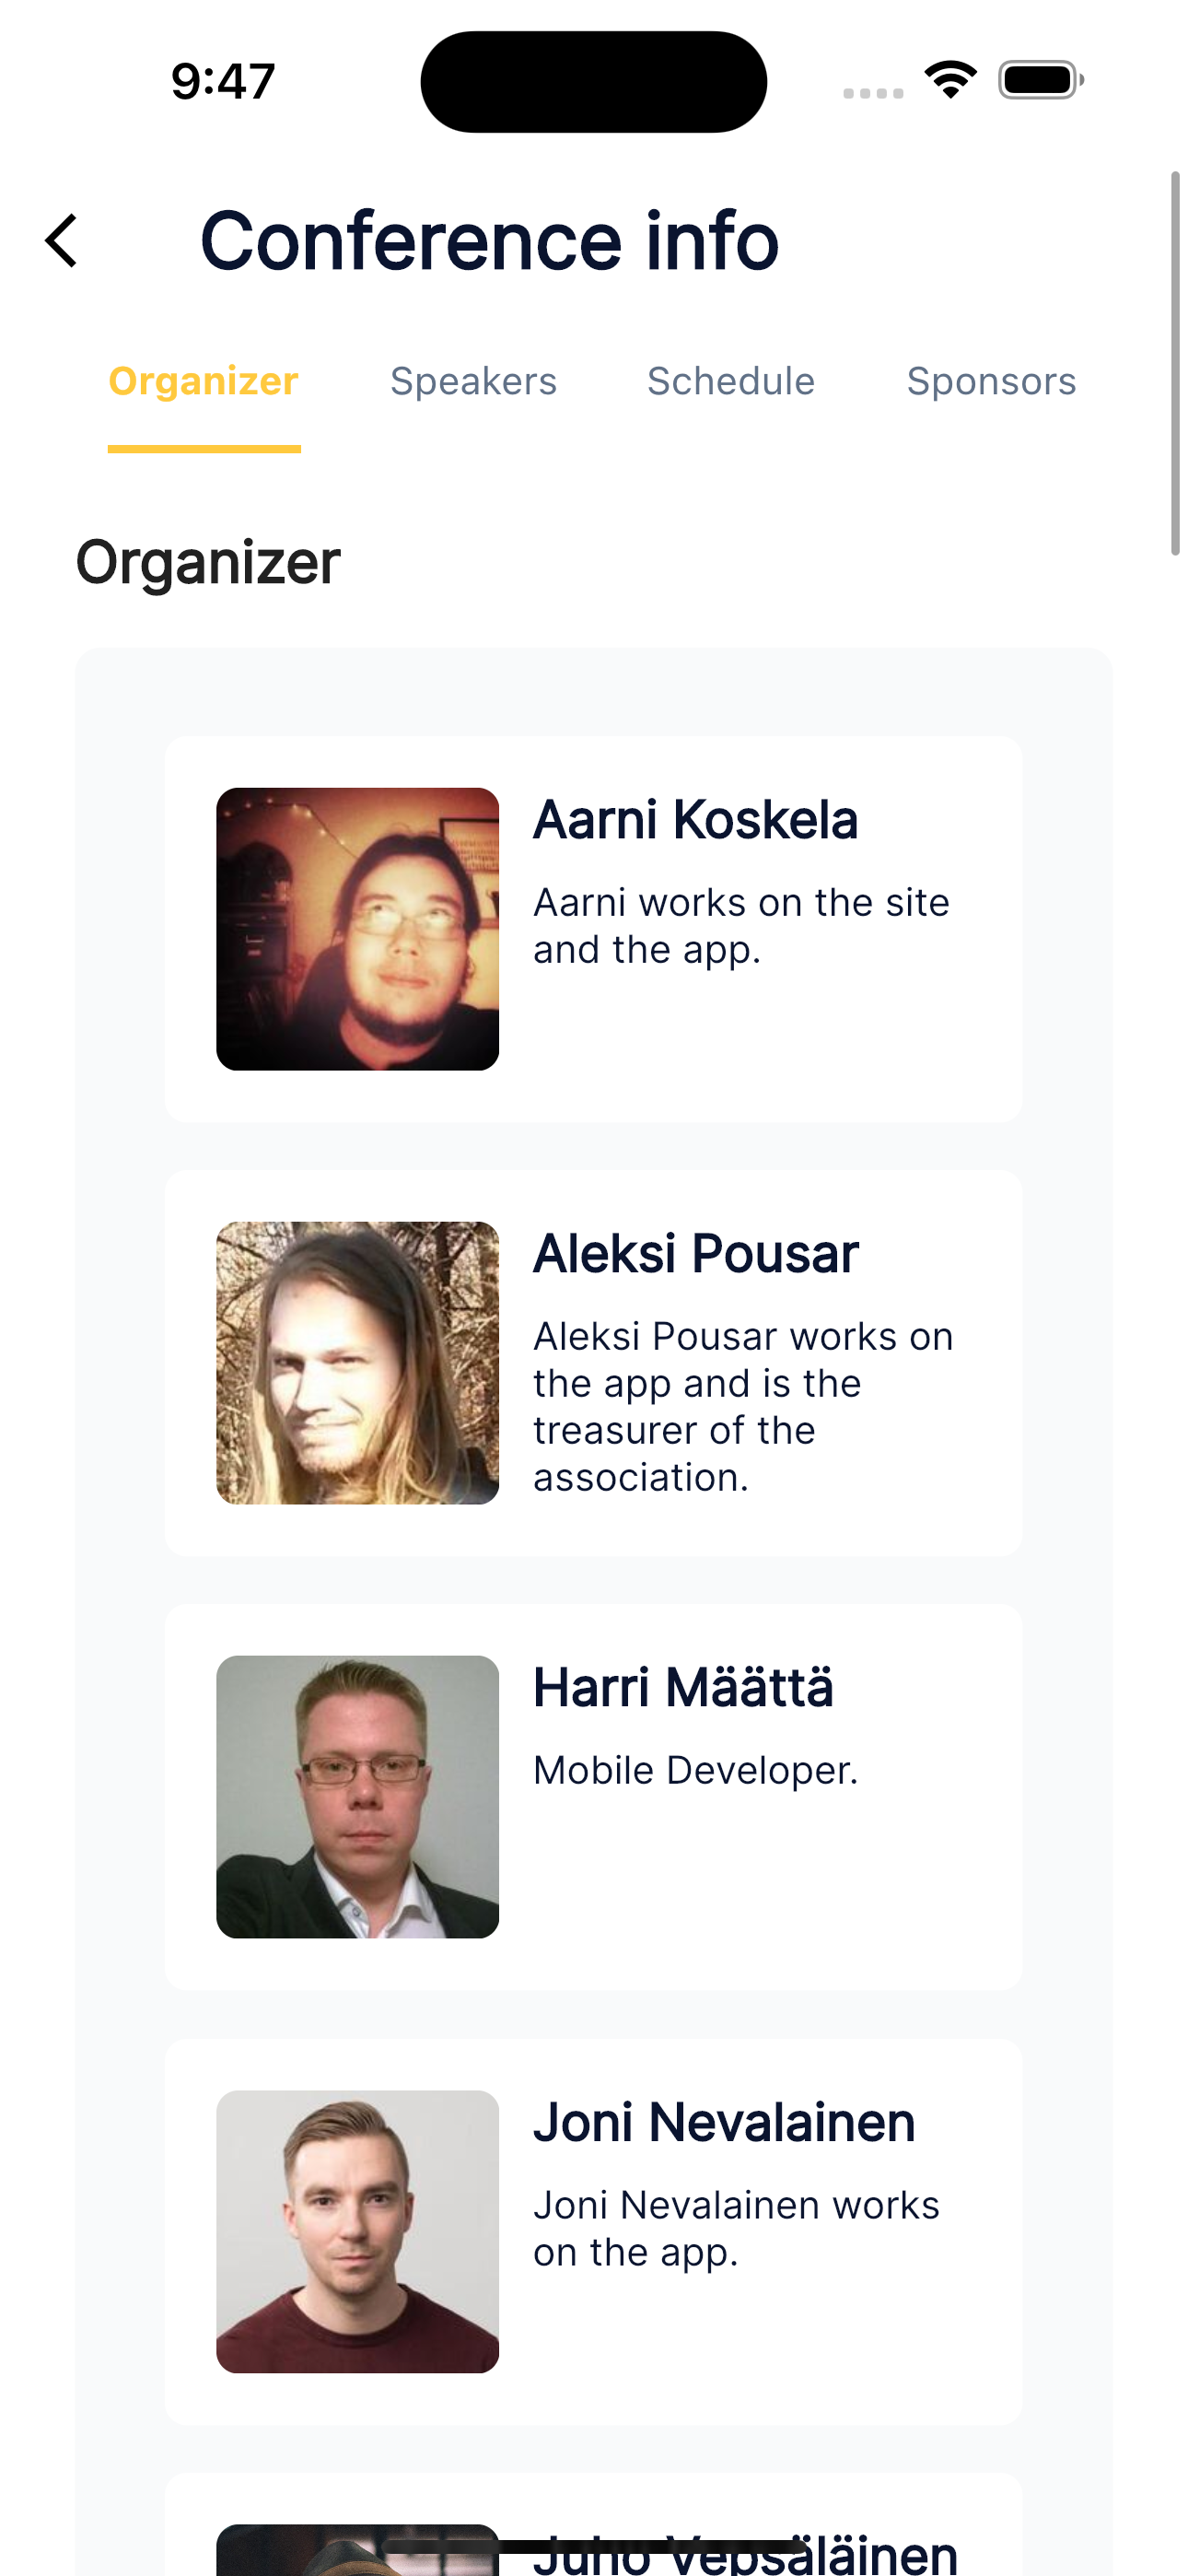 9:47
Conference info
Organizer Speakers Schedule Sponsors
Organizer
Aarni Koskela
Aarni works on the site
and the app.
Aleksi Pousar
Aleksi Pousar works on
the app and is the
treasurer of the
association.
Harri Määttä
Mobile Developer.
Joni Nevalainen
Joni Nevalainen works
on the app.
Juho Vepsäläinen